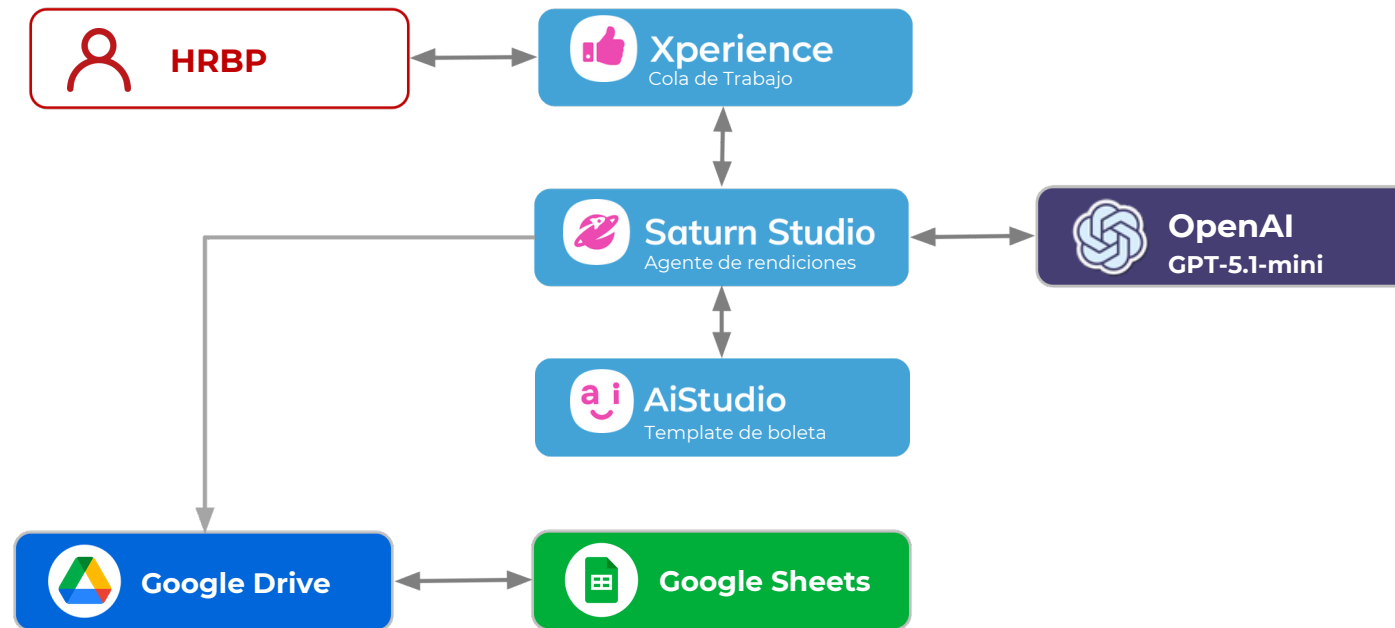 HRBP
Xperience
Cola de Trabajo
Saturn Studio
Agente de rendiciones
OpenAI
GPT-5.1-mini
ai
AiStudio
Template de boleta
Google Drive
Google Sheets